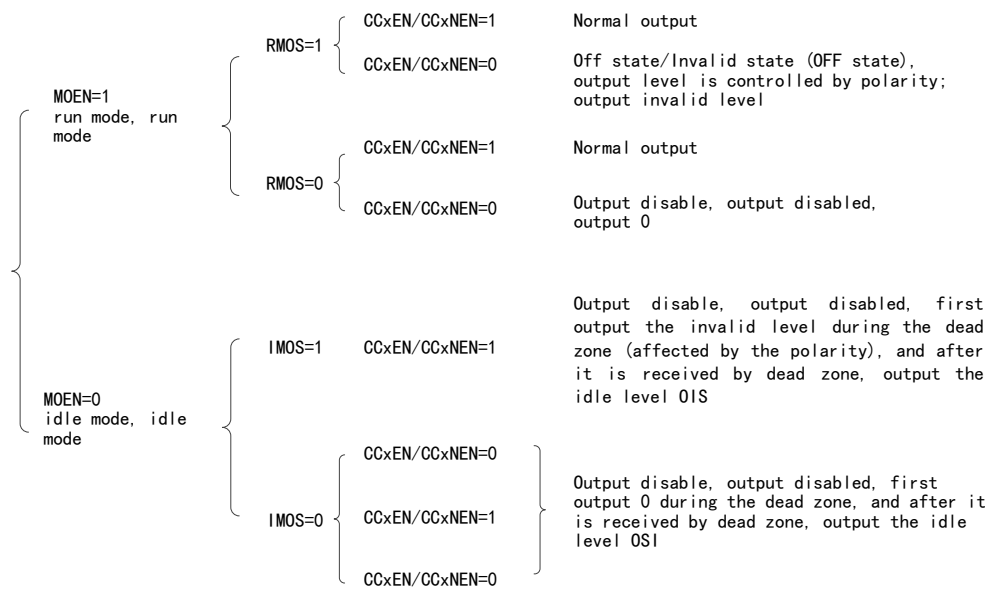 CCxEN/CCxNEN=1 Normal output
RMOS=1
CCxEN/CCxNEN=0 Off state/Invalid state (OFF state),
output level is controlled by polarity;
output invalid level
MOEN=1
run mode, run
mode
CCxEN/CCxNEN=1 Normal output
RMOS=0
CCxEN/CCxNEN=0 Output disable, output disabled,
output 0
Output disable, output disabled, first
output the invalid level during the dead
IMOS=1 CCxEN/CCxNEN=1 zone (affected by the polarity), and after
it is received by dead zone, output the
idle level OIS
MOEN=0
idle mode, idle
mode
CCxEN/CCxNEN=0
Output disable, output disabled, first
output 0 during the dead zone, and after it
IMOS=0 CCxEN/CCxNEN=1 is received by dead zone, output the idle
level OSI
CCxEN/CCxNEN=0